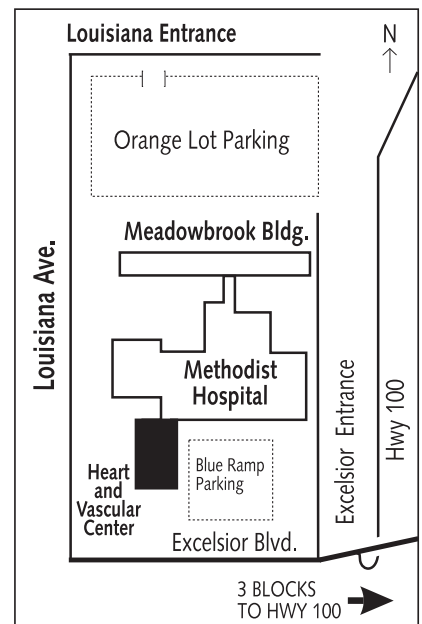 Louisiana Entrance
N
Orange Lot Parking
Meadowbrook Bldg.
Louisiana Ave.
Methodist
Hospital
Excelsior Entrance
Hwy 100
Heart
and
Vascular
Center
Blue Ramp
Parking
Excelsior Blvd.
3 BLOCKS
TO HWY 100